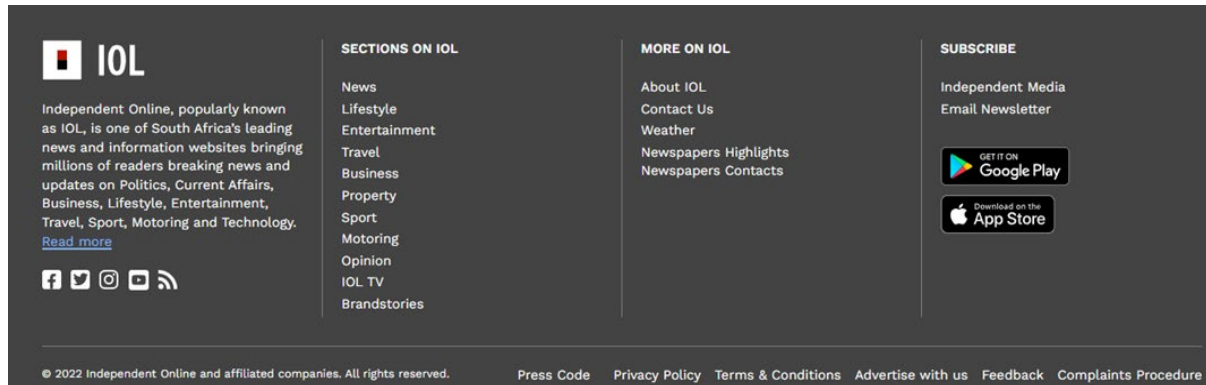 IOL
Independent Online, popularly known
as IOL, is one of South Africa's leading
news and information websites bringing
millions of readers breaking news and
updates on Politics, Current Affairs,
Business, Lifestyle, Entertainment,
Travel, Sport, Motoring and Technology.
Read more
SECTIONS ON IOL
News
Lifestyle
Entertainment
Travel
Business
Property
Sport
Motoring
Opinion
IOL TV
Brandstories
MORE ON IOL
About IOL
Contact Us
Weather
Newspapers Highlights
Newspapers Contacts
SUBSCRIBE
Independent Media
Email Newsletter
GET IT ON
Google Play
Download on the
App Store
© 2022 Independent Online and affiliated companies. All rights reserved. Press Code Privacy Policy Terms & Conditions Advertise with us Feedback Complaints Procedure